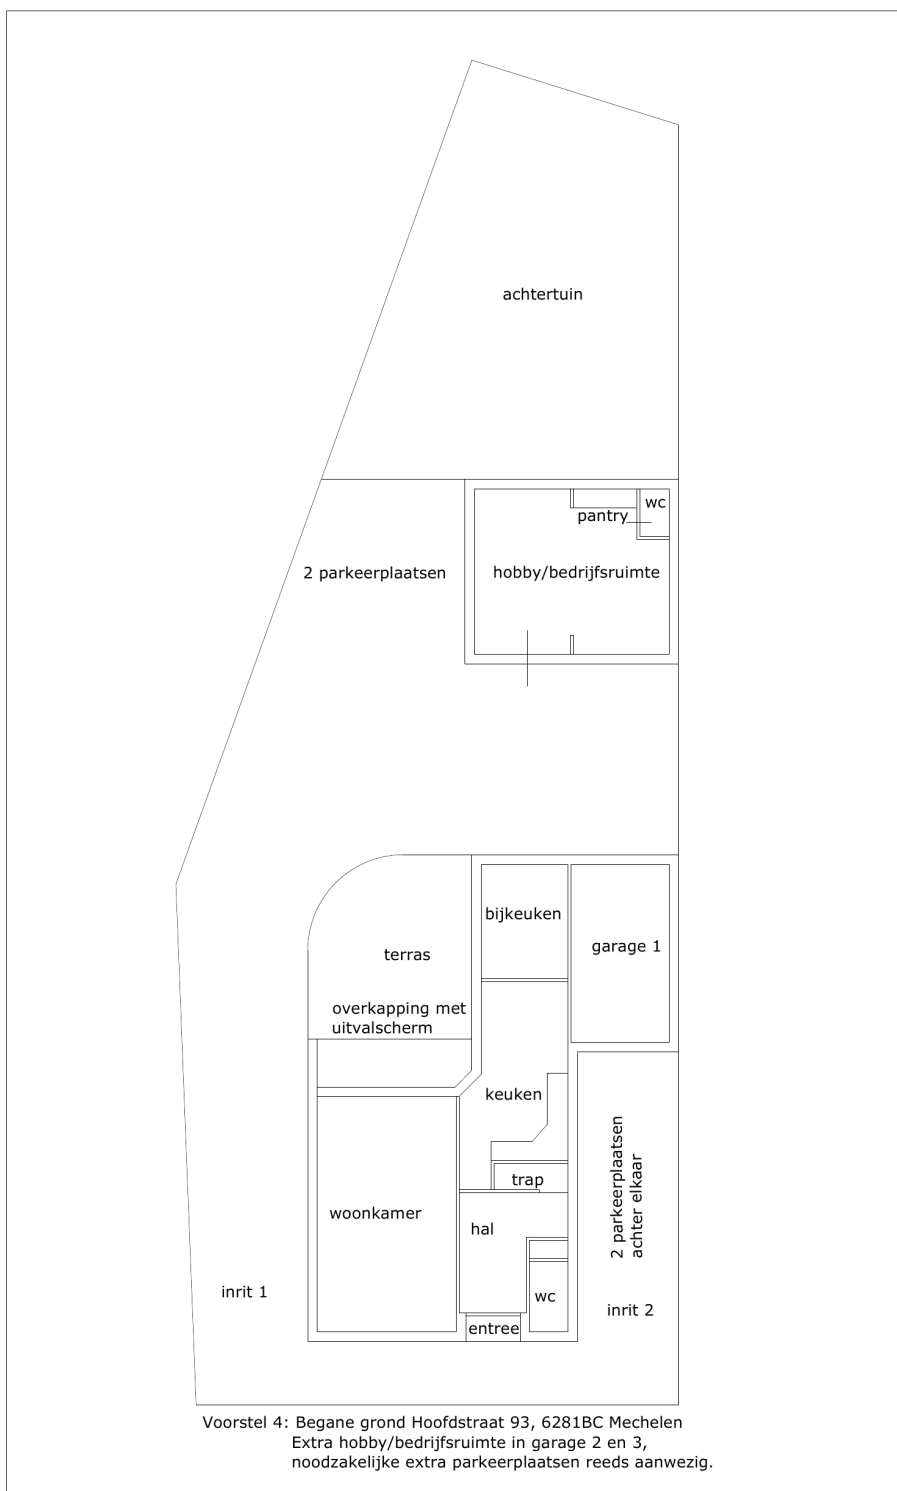 achtertuin
wc
pantry
2 parkeerplaatsen
hobby/bedrijfsruimte
bijkeuken
garage 1
terras
overkapping met
uitvalscherm
keuken
2 parkeerplaatsen
achter elkaar
trap
woonkamer
hal
inrit 1
wc
inrit 2
entree
Voorstel 4: Begane grond Hoofdstraat 93, 6281BC Mechelen
Extra hobby/bedrijfsruimte in garage 2 en 3,
noodzakelijke extra parkeerplaatsen reeds aanwezig.